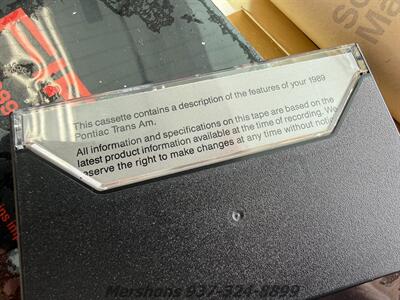 This cassette contains a description of the features of your 1989
Pontiac Trans Am.
All information and specifications on this tape are based on the
latest product information available at the time of recording. We
reserve the right to make changes at any time without notice
Mershons 937-324-8899